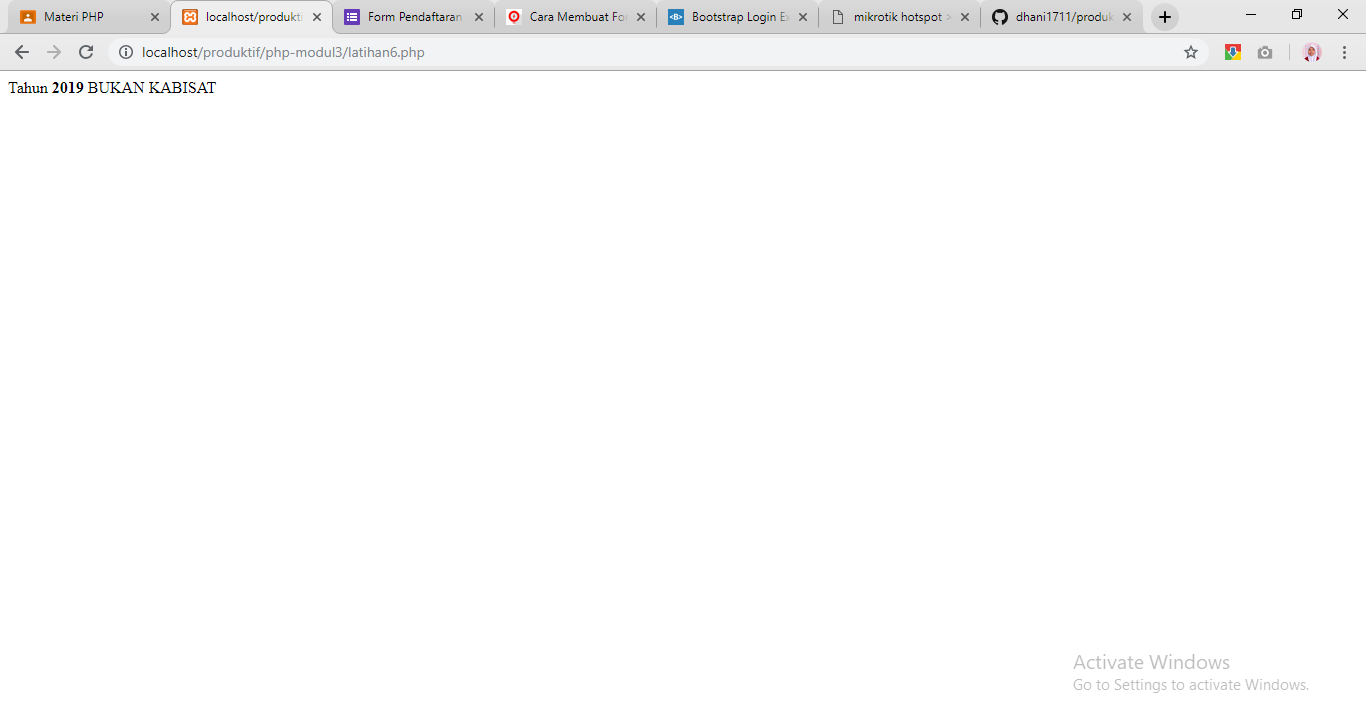 Materi PHP
localhost/produkti
Form Pendaftaran
Cara Membuat For
Bootstrap Login Ex
mikrotik hotspot >
dhani1711/produk
localhost/produktif/php-modul3/latihan6.php
Tahun 2019 BUKAN KABISAT
Activate Windows
Go to Settings to activate Windows.